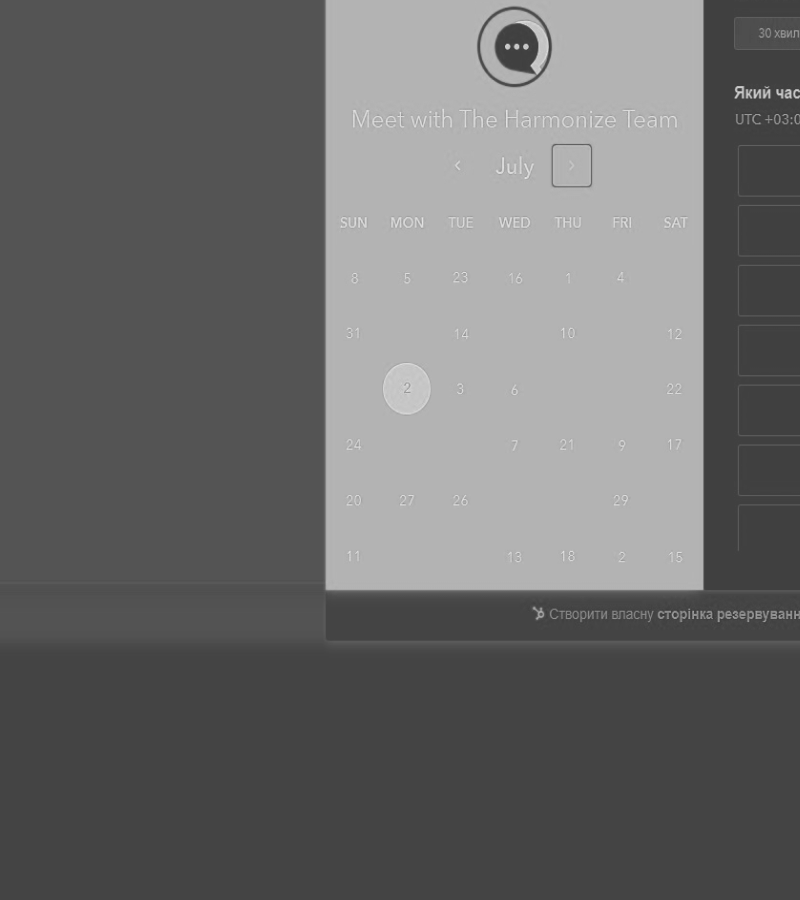 30 хвил
Meet with The Harmonize Team
Який час
UTC +03:0
July
SUN MON TUE WED THU FRI SAT
8 5 23 16 1 4
31 14 10 12
2 3 6 22
24 7 21 9 17
20 27 26 29
11 13 18 2 15
Створити власну сторінка резервуванн